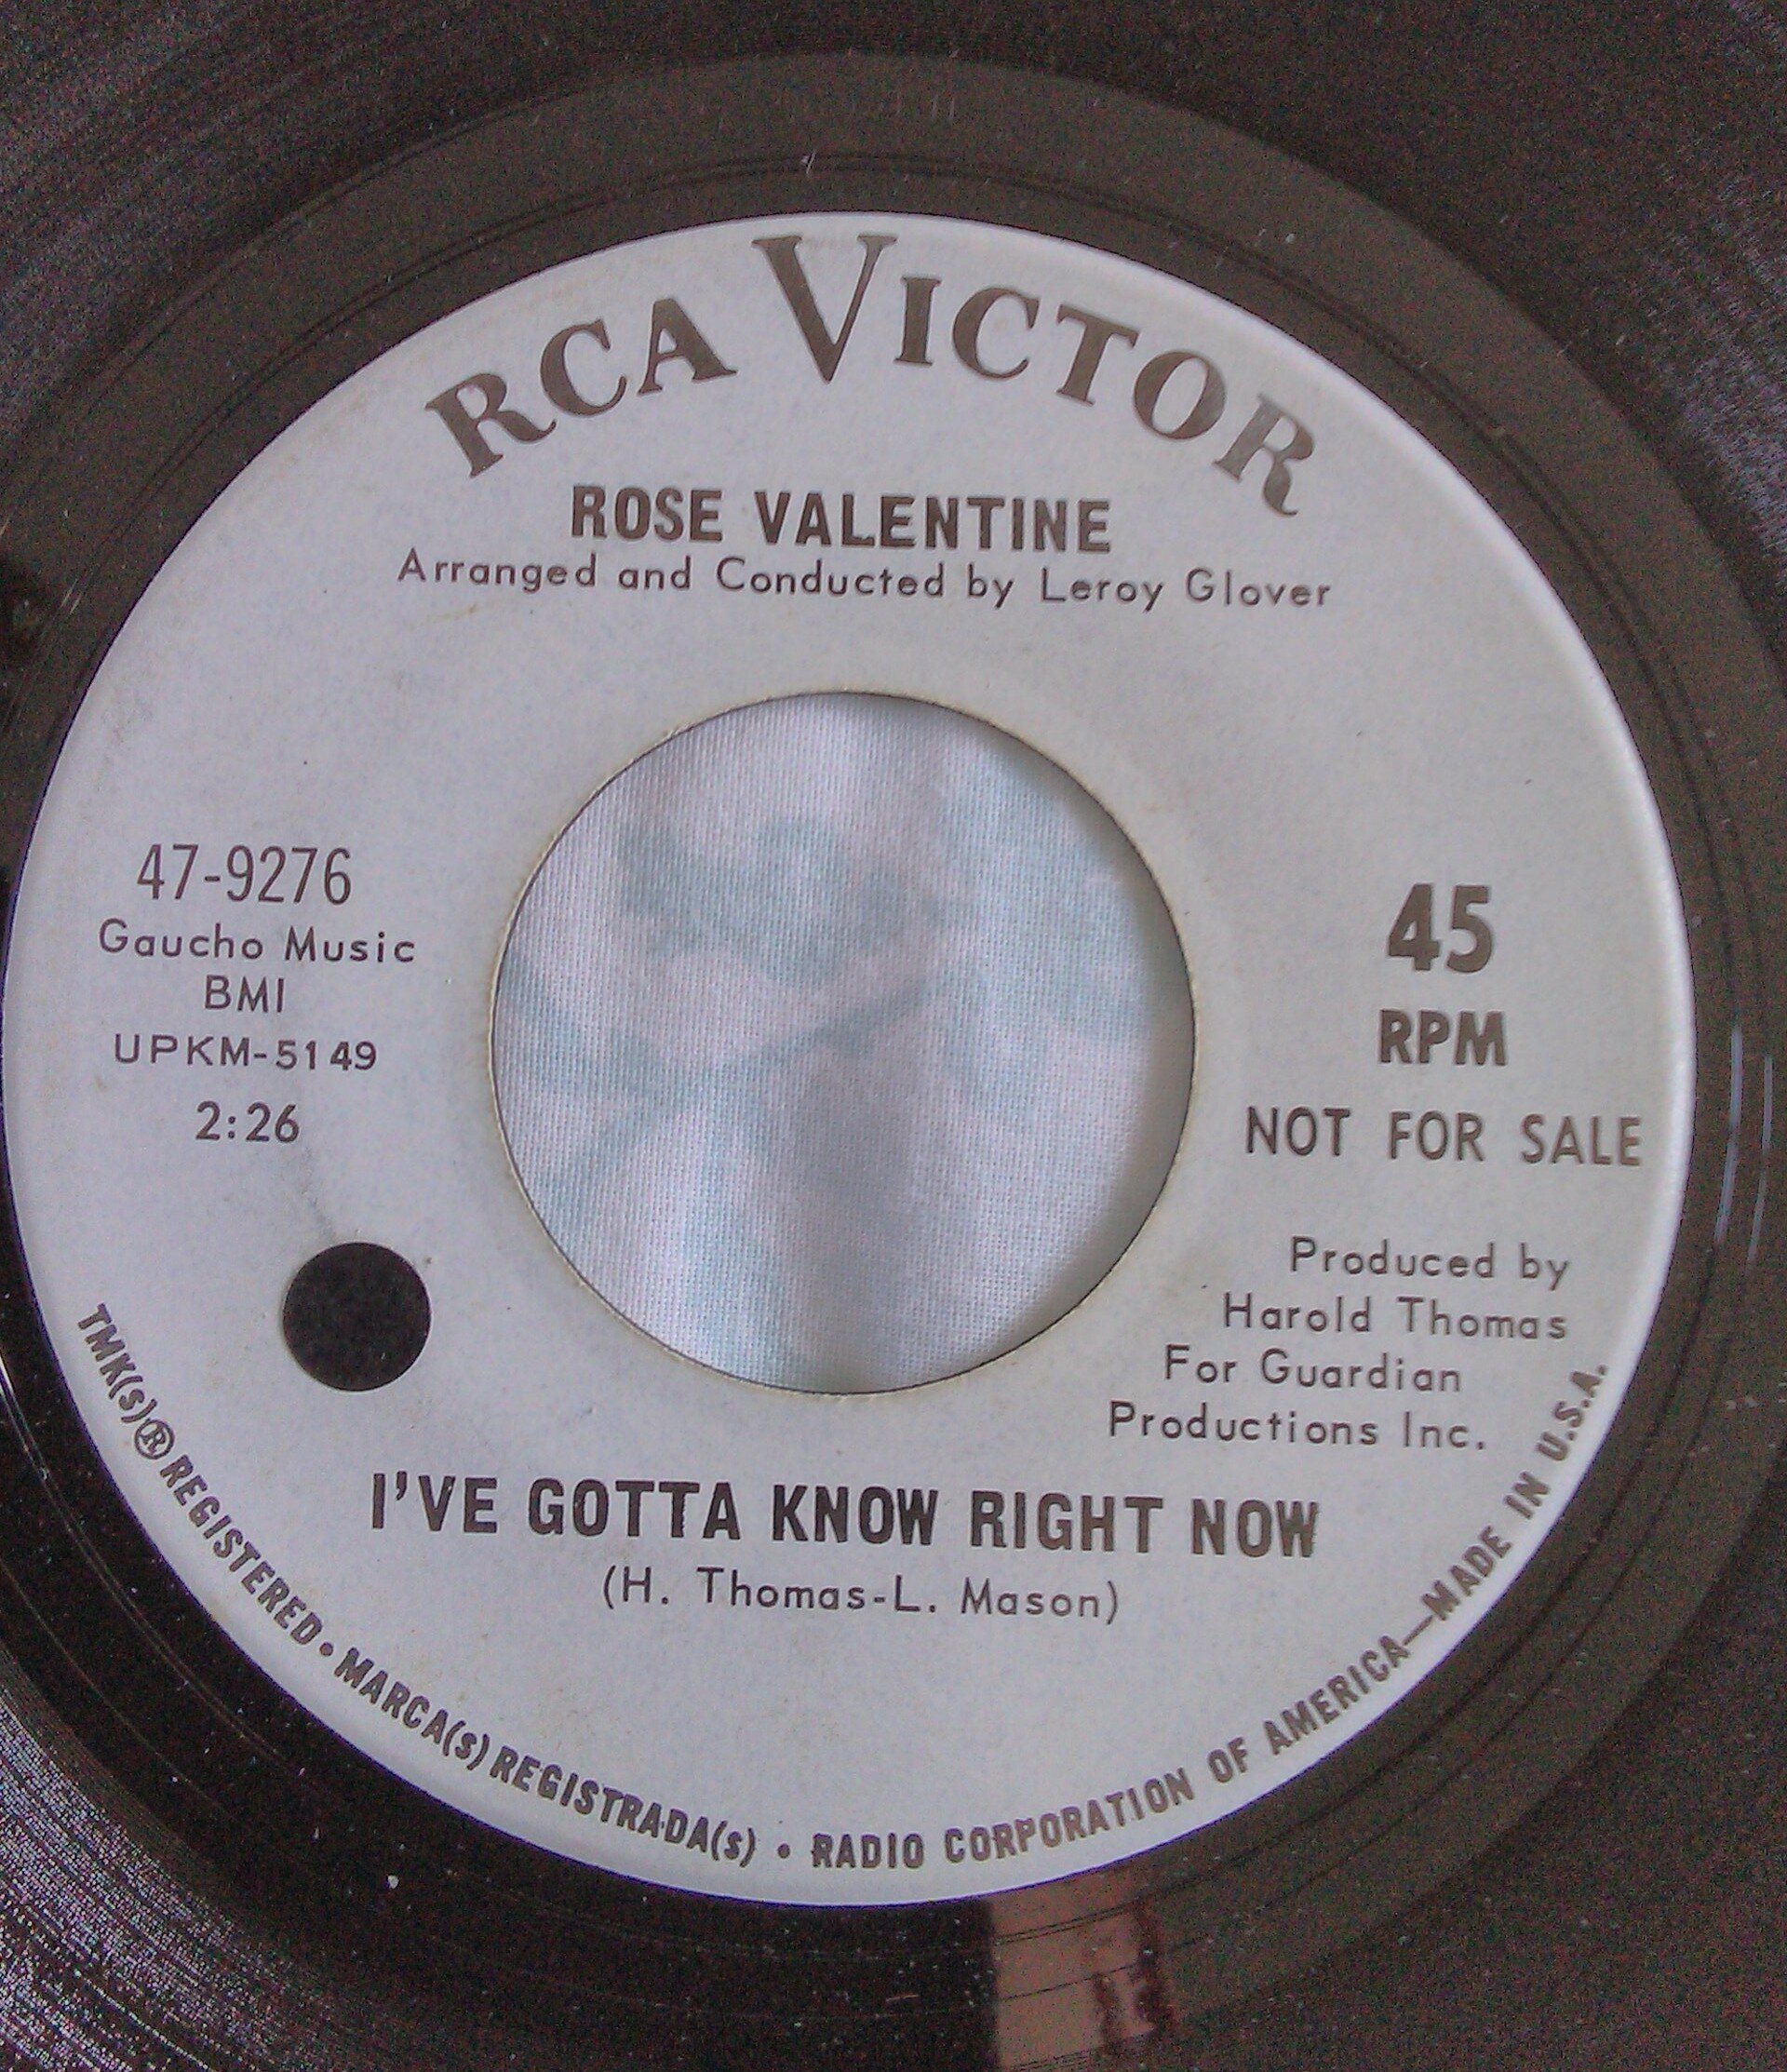 RCA VICTOR
ROSE VALENTINE
Arranged and Conducted by Leroy Glover
47-9276
Gaucho Music
BMI
UPKM-5149
2:26
45
RPM
NOT FOR SALE
Produced by
Harold Thomas
For Guardian
Productions Inc.
I'VE GOTTA KNOW RIGHT NOW
(H. Thomas-L. Mason)
TMK(s) ® REGISTERED • MARCA(s) REGISTRADA(s) • RADIO CORPORATION OF AMERICA—MADE IN U.S.A.